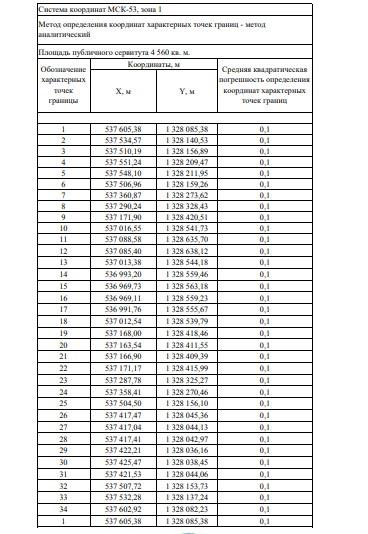 Система координат МСК-53, зона 1
Метод определения координат характерных точек границ - метод
аналитический
Площадь публичного сервитута 4 560 кв. м.
Обозначение характерных точек границы Координаты, м Средняя квадратическая погрешность определения координат характерных точек границ
X, м Y, м
1 537 605,38 1 328 085,38 0,1
2 537 534,57 1 328 140,53 0,1
3 537 510,19 1 328 156,89 0,1
4 537 551,24 1 328 209,47 0,1
5 537 548,10 1 328 211,95 0,1
6 537 506,96 1 328 159,26 0,1
7 537 360,87 1 328 273,62 0,1
8 537 290,24 1 328 328,43 0,1
9 537 171,90 1 328 420,51 0,1
10 537 016,55 1 328 541,73 0,1
11 537 088,58 1 328 635,70 0,1
12 537 085,40 1 328 638,12 0,1
13 537 013,38 1 328 544,18 0,1
14 536 993,20 1 328 559,46 0,1
15 536 969,73 1 328 563,18 0,1
16 536 969,11 1 328 559,23 0,1
17 536 991,76 1 328 555,67 0,1
18 537 012,54 1 328 539,79 0,1
19 537 168,00 1 328 418,46 0,1
20 537 163,54 1 328 411,55 0,1
21 537 166,90 1 328 409,39 0,1
22 537 171,17 1 328 415,99 0,1
23 537 287,78 1 328 325,27 0,1
24 537 358,41 1 328 270,46 0,1
25 537 504,50 1 328 156,10 0,1
26 537 417,47 1 328 045,36 0,1
27 537 417,04 1 328 044,13 0,1
28 537 417,41 1 328 042,97 0,1
29 537 422,21 1 328 036,16 0,1
30 537 425,47 1 328 038,45 0,1
31 537 421,53 1 328 044,06 0,1
32 537 507,72 1 328 153,73 0,1
33 537 532,28 1 328 137,24 0,1
34 537 602,92 1 328 082,23 0,1
1 537 605,38 1 328 085,38 0,1